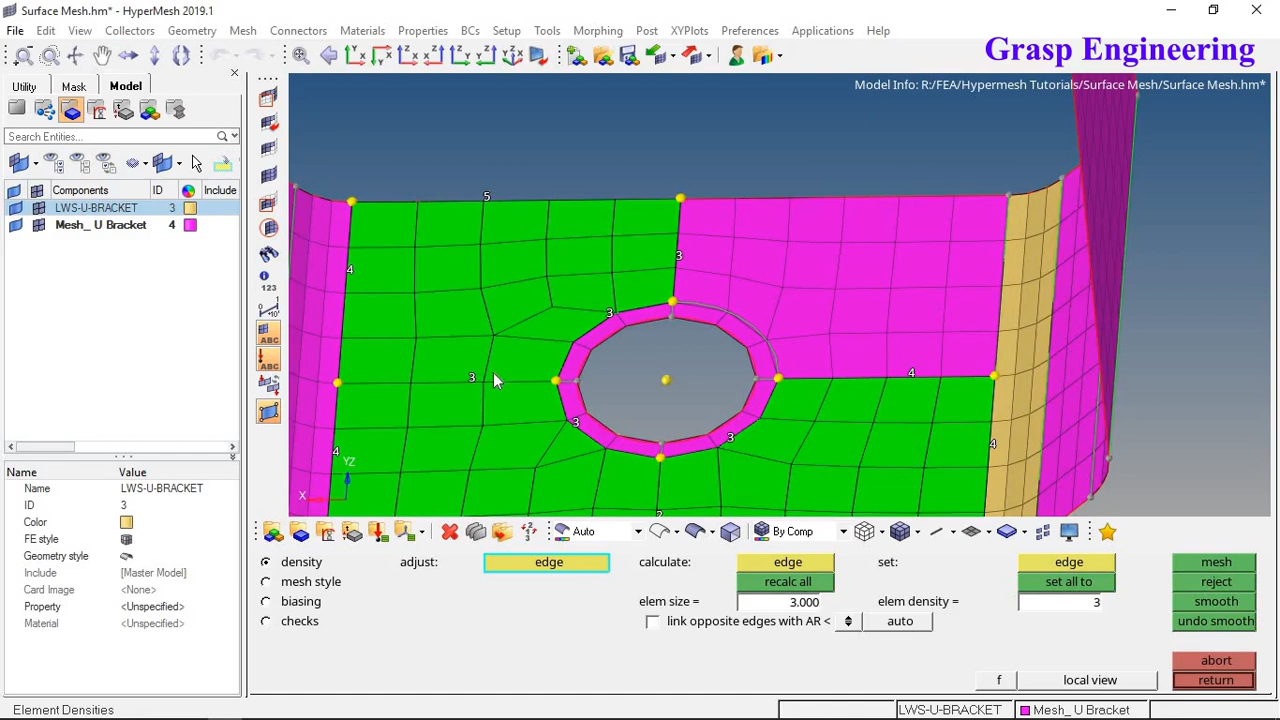 Surface Mesh.hm* - HyperMesh 2019.1
File Edit View Collectors Geometry Mesh Connectors Materials Properties BCs Setup Tools Morphing Post XYPlots Preferences Applications Help
Grasp Engineering
Utility Mask Model
Model Info: R:/FEA/Hypermesh Tutorials/Surface Mesh/Surface Mesh.hm*
Search Entities...
Components ID Include
LWS-U-BRACKET 3
Mesh_ U Bracket 4
123
ABC
ABC
5
4
3
3
3
4
3
3
4
4
YZ
X
Name Value
Name LWS-U-BRACKET
ID 3
Color
FE style
Geometry style
Include [Master Model]
Card Image <None>
Property <Unspecified>
Material <Unspecified>
Auto By Comp
density adjust: edge calculate: edge set: edge mesh
mesh style recalc all set all to reject
biasing elem size = 3.000 elem density = 3 smooth
checks link opposite edges with AR < auto undo smooth
abort
f local view return
Element Densities LWS-U-BRACKET Mesh_ U Bracket